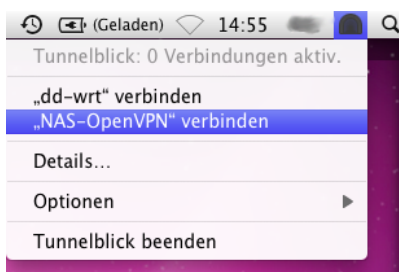 (Geladen) 14:55
Tunnelblick: 0 Verbindungen aktiv.
„dd-wrt“ verbinden
„NAS-OpenVPN“ verbinden
Details...
Optionen
Tunnelblick beenden